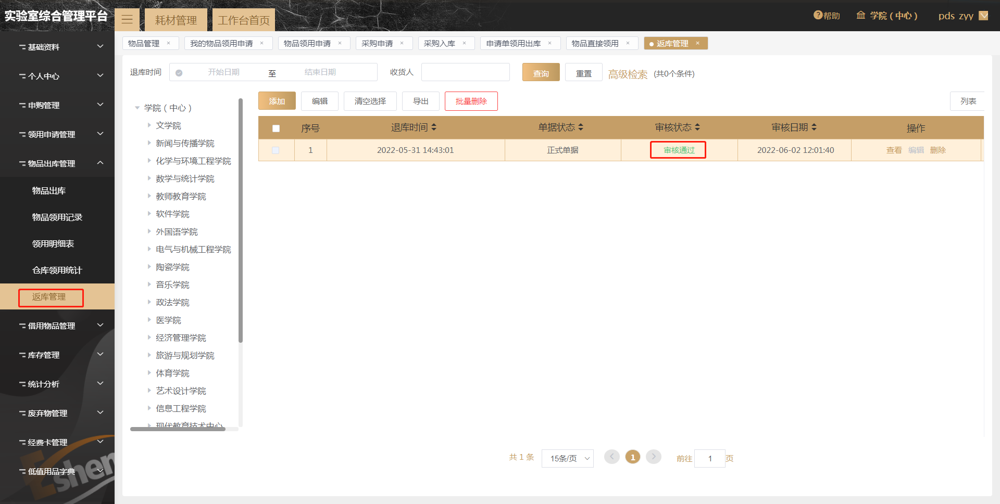 实验室综合管理平台
耗材管理
工作台首页
帮助
学院（中心）
pds zyy
物品管理 ×
我的物品领用申请 ×
物品领用申请 ×
采购申请 ×
采购入库 ×
申请单领用出库 ×
物品直接领用 ×
返库管理 ×
基础资料
个人中心
申购管理
领用申请管理
物品出库管理
物品出库
物品领用记录
领用明细表
仓库领用统计
返库管理
借用物品管理
库存管理
统计分析
废弃物管理
经费卡管理
低值用品字典
Eshen
退库时间 开始日期 至 结束日期 收货人 查询 重置 高级检索 (共0个条件)
学院（中心）
文学院
新闻与传播学院
化学与环境工程学院
数学与统计学院
教师教育学院
软件学院
外国语学院
电气与机械工程学院
陶瓷学院
音乐学院
政法学院
医学院
经济管理学院
旅游与规划学院
体育学院
艺术设计学院
信息工程学院
现代教育技术中心
添加 编辑 清空选择 导出 批量删除 列表
序号 退库时间 单据状态 审核状态 审核日期 操作
1 2022-05-31 14:43:01 正式单据 审核通过 2022-06-02 12:01:40 查看 编辑 删除
共 1 条 15条/页 1 前往 1 页